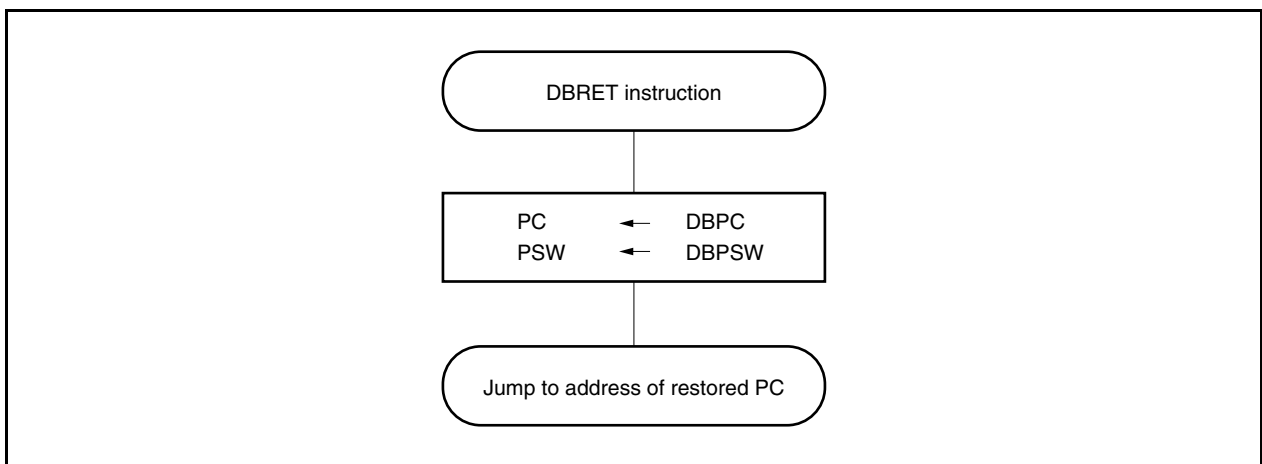 DBRET instruction
PC ← DBPC
PSW ← DBPSW
Jump to address of restored PC